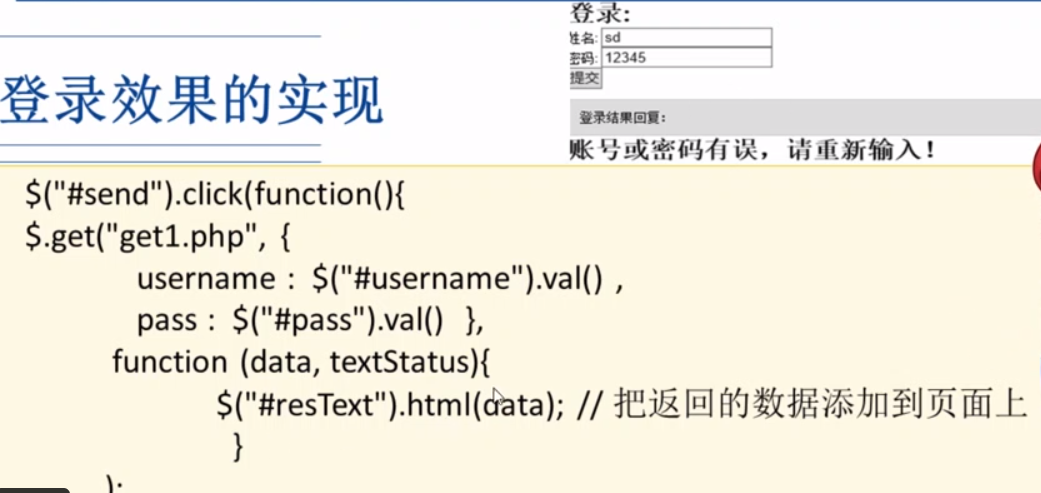 登录效果的实现
登录:
姓名: sd
密码: 12345
提交
登录结果回复:
账号或密码有误，请重新输入!
$("#send").click(function(){
$.get("get1.php", {
username : $("#username").val() ,
pass : $("#pass").val() },
function (data, textStatus){
$("#resText").html(data); // 把返回的数据添加到页面上
}
);